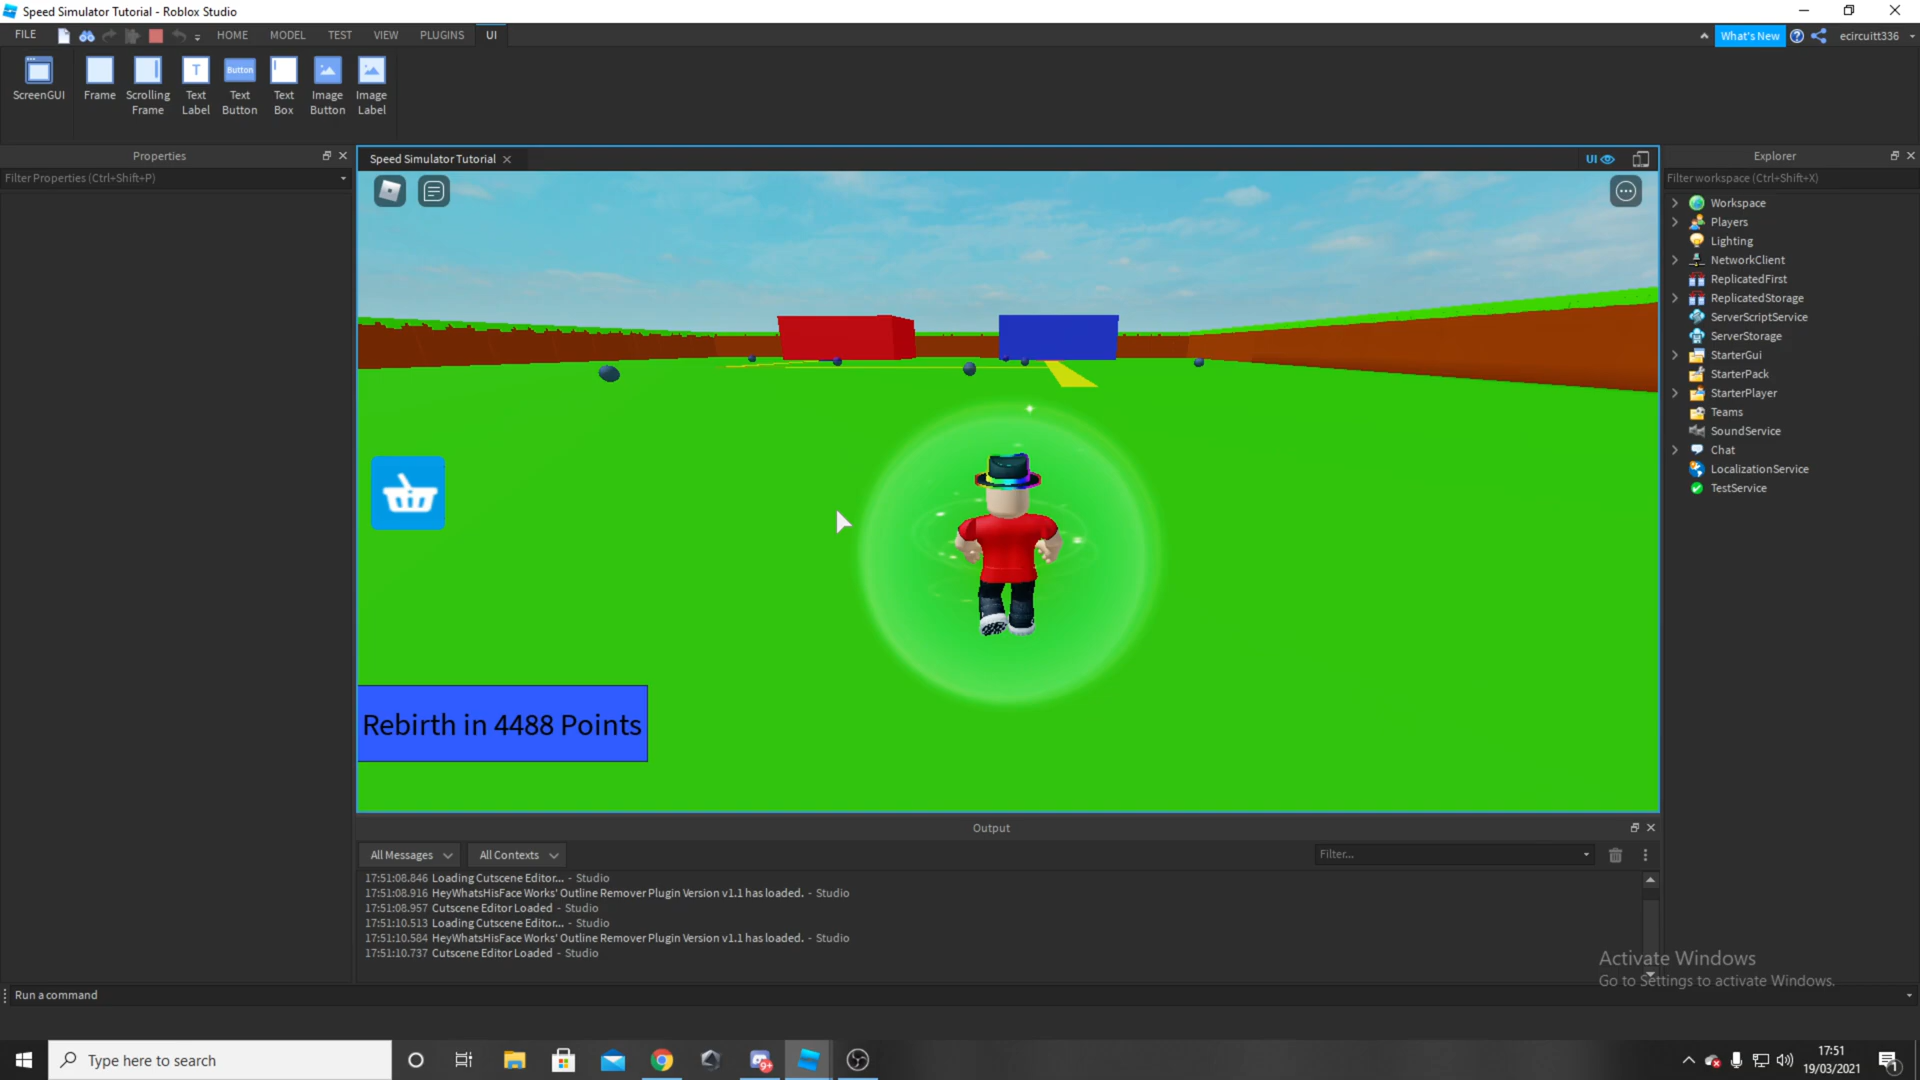 Speed Simulator Tutorial - Roblox Studio
FILE
HOME
MODEL
TEST
VIEW
PLUGINS
UI
What's New
ecircuitt336
ScreenGUI
Frame
Scrolling
Frame
Text
Label
Button
Text
Button
Text
Box
Image
Button
Image
Label
Properties
Filter Properties (Ctrl+Shift+P)
Speed Simulator Tutorial
UI
Explorer
Filter workspace (Ctrl+Shift+X)
Workspace
Players
Lighting
NetworkClient
ReplicatedFirst
ReplicatedStorage
ServerScriptService
ServerStorage
StarterGui
StarterPack
StarterPlayer
Teams
SoundService
Chat
LocalizationService
TestService
Rebirth in 4488 Points
Output
All Messages
All Contexts
Filter...
17:51:08.846 Loading Cutscene Editor... - Studio
17:51:08.916 HeyWhatsHisFace Works' Outline Remover Plugin Version v1.1 has loaded. - Studio
17:51:08.957 Cutscene Editor Loaded - Studio
17:51:10.513 Loading Cutscene Editor... - Studio
17:51:10.584 HeyWhatsHisFace Works' Outline Remover Plugin Version v1.1 has loaded. - Studio
17:51:10.737 Cutscene Editor Loaded - Studio
Activate Windows
Go to Settings to activate Windows.
Run a command
Type here to search
9+
17:51
19/03/2021
1